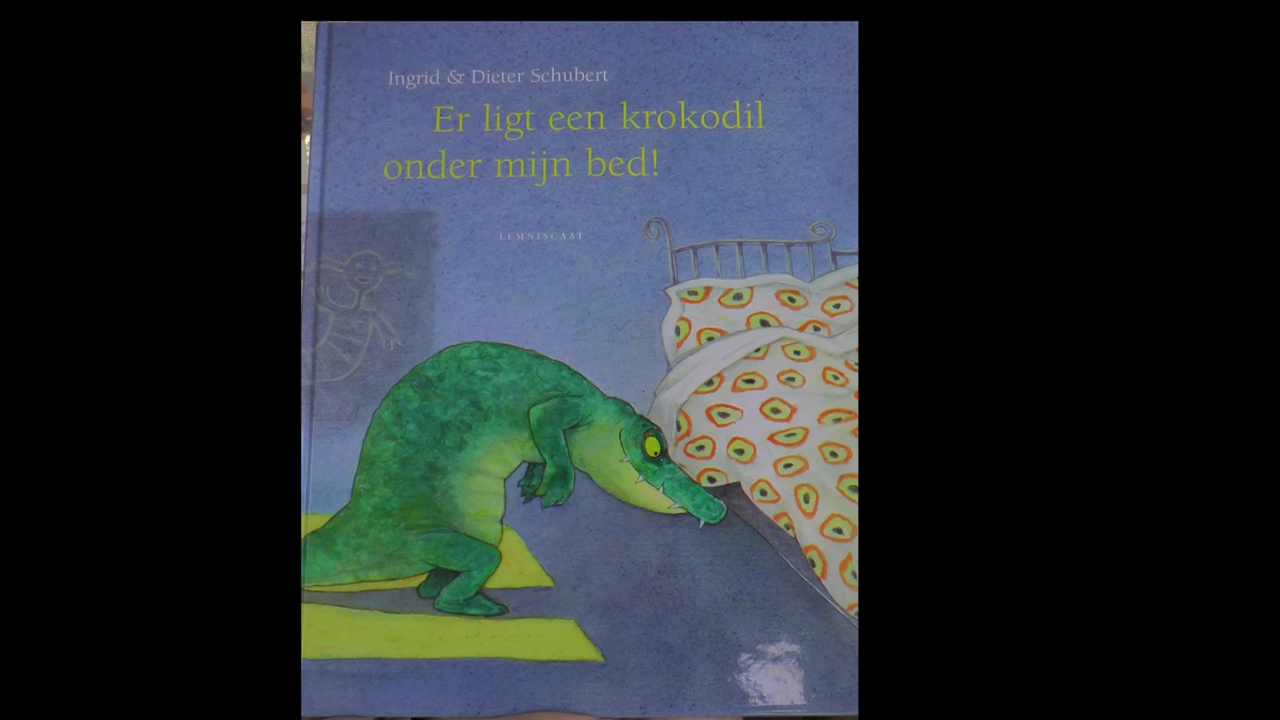 Ingrid & Dieter Schubert
Er ligt een krokodil
onder mijn bed!
LEMNISCAAT